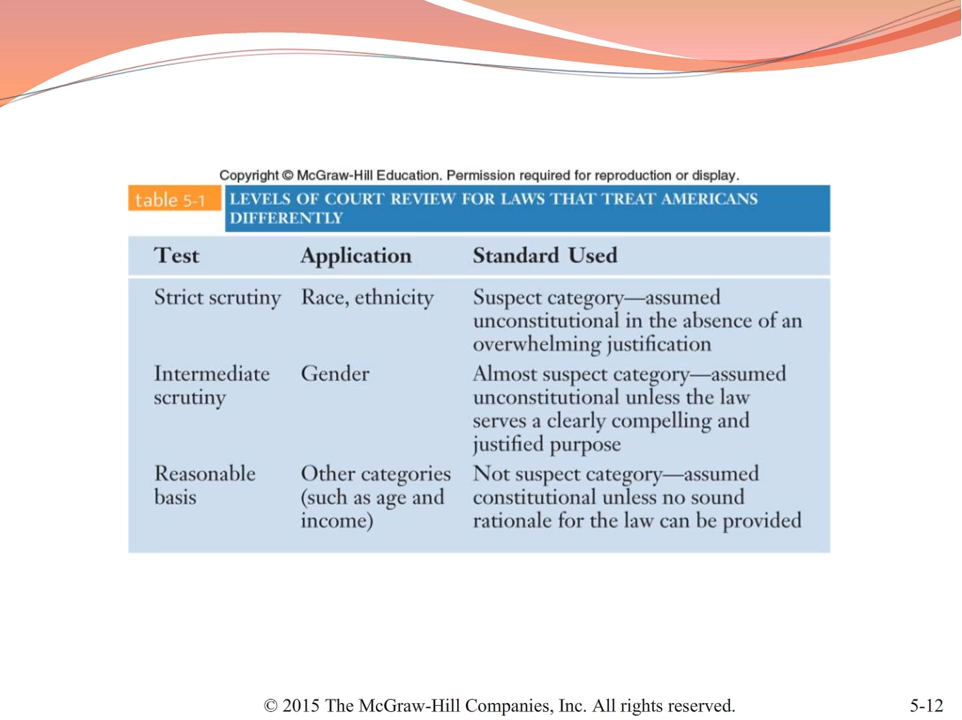 Copyright © McGraw-Hill Education. Permission required for reproduction or display.
table 5-1
LEVELS OF COURT REVIEW FOR LAWS THAT TREAT AMERICANS
DIFFERENTLY
Test
Application
Standard Used
Strict scrutiny
Race, ethnicity
Suspect category—assumed
unconstitutional in the absence of an
overwhelming justification
Intermediate
scrutiny
Gender
Almost suspect category—assumed
unconstitutional unless the law
serves a clearly compelling and
justified purpose
Reasonable
basis
Other categories
(such as age and
income)
Not suspect category—assumed
constitutional unless no sound
rationale for the law can be provided
© 2015 The McGraw-Hill Companies, Inc. All rights reserved.
5-12